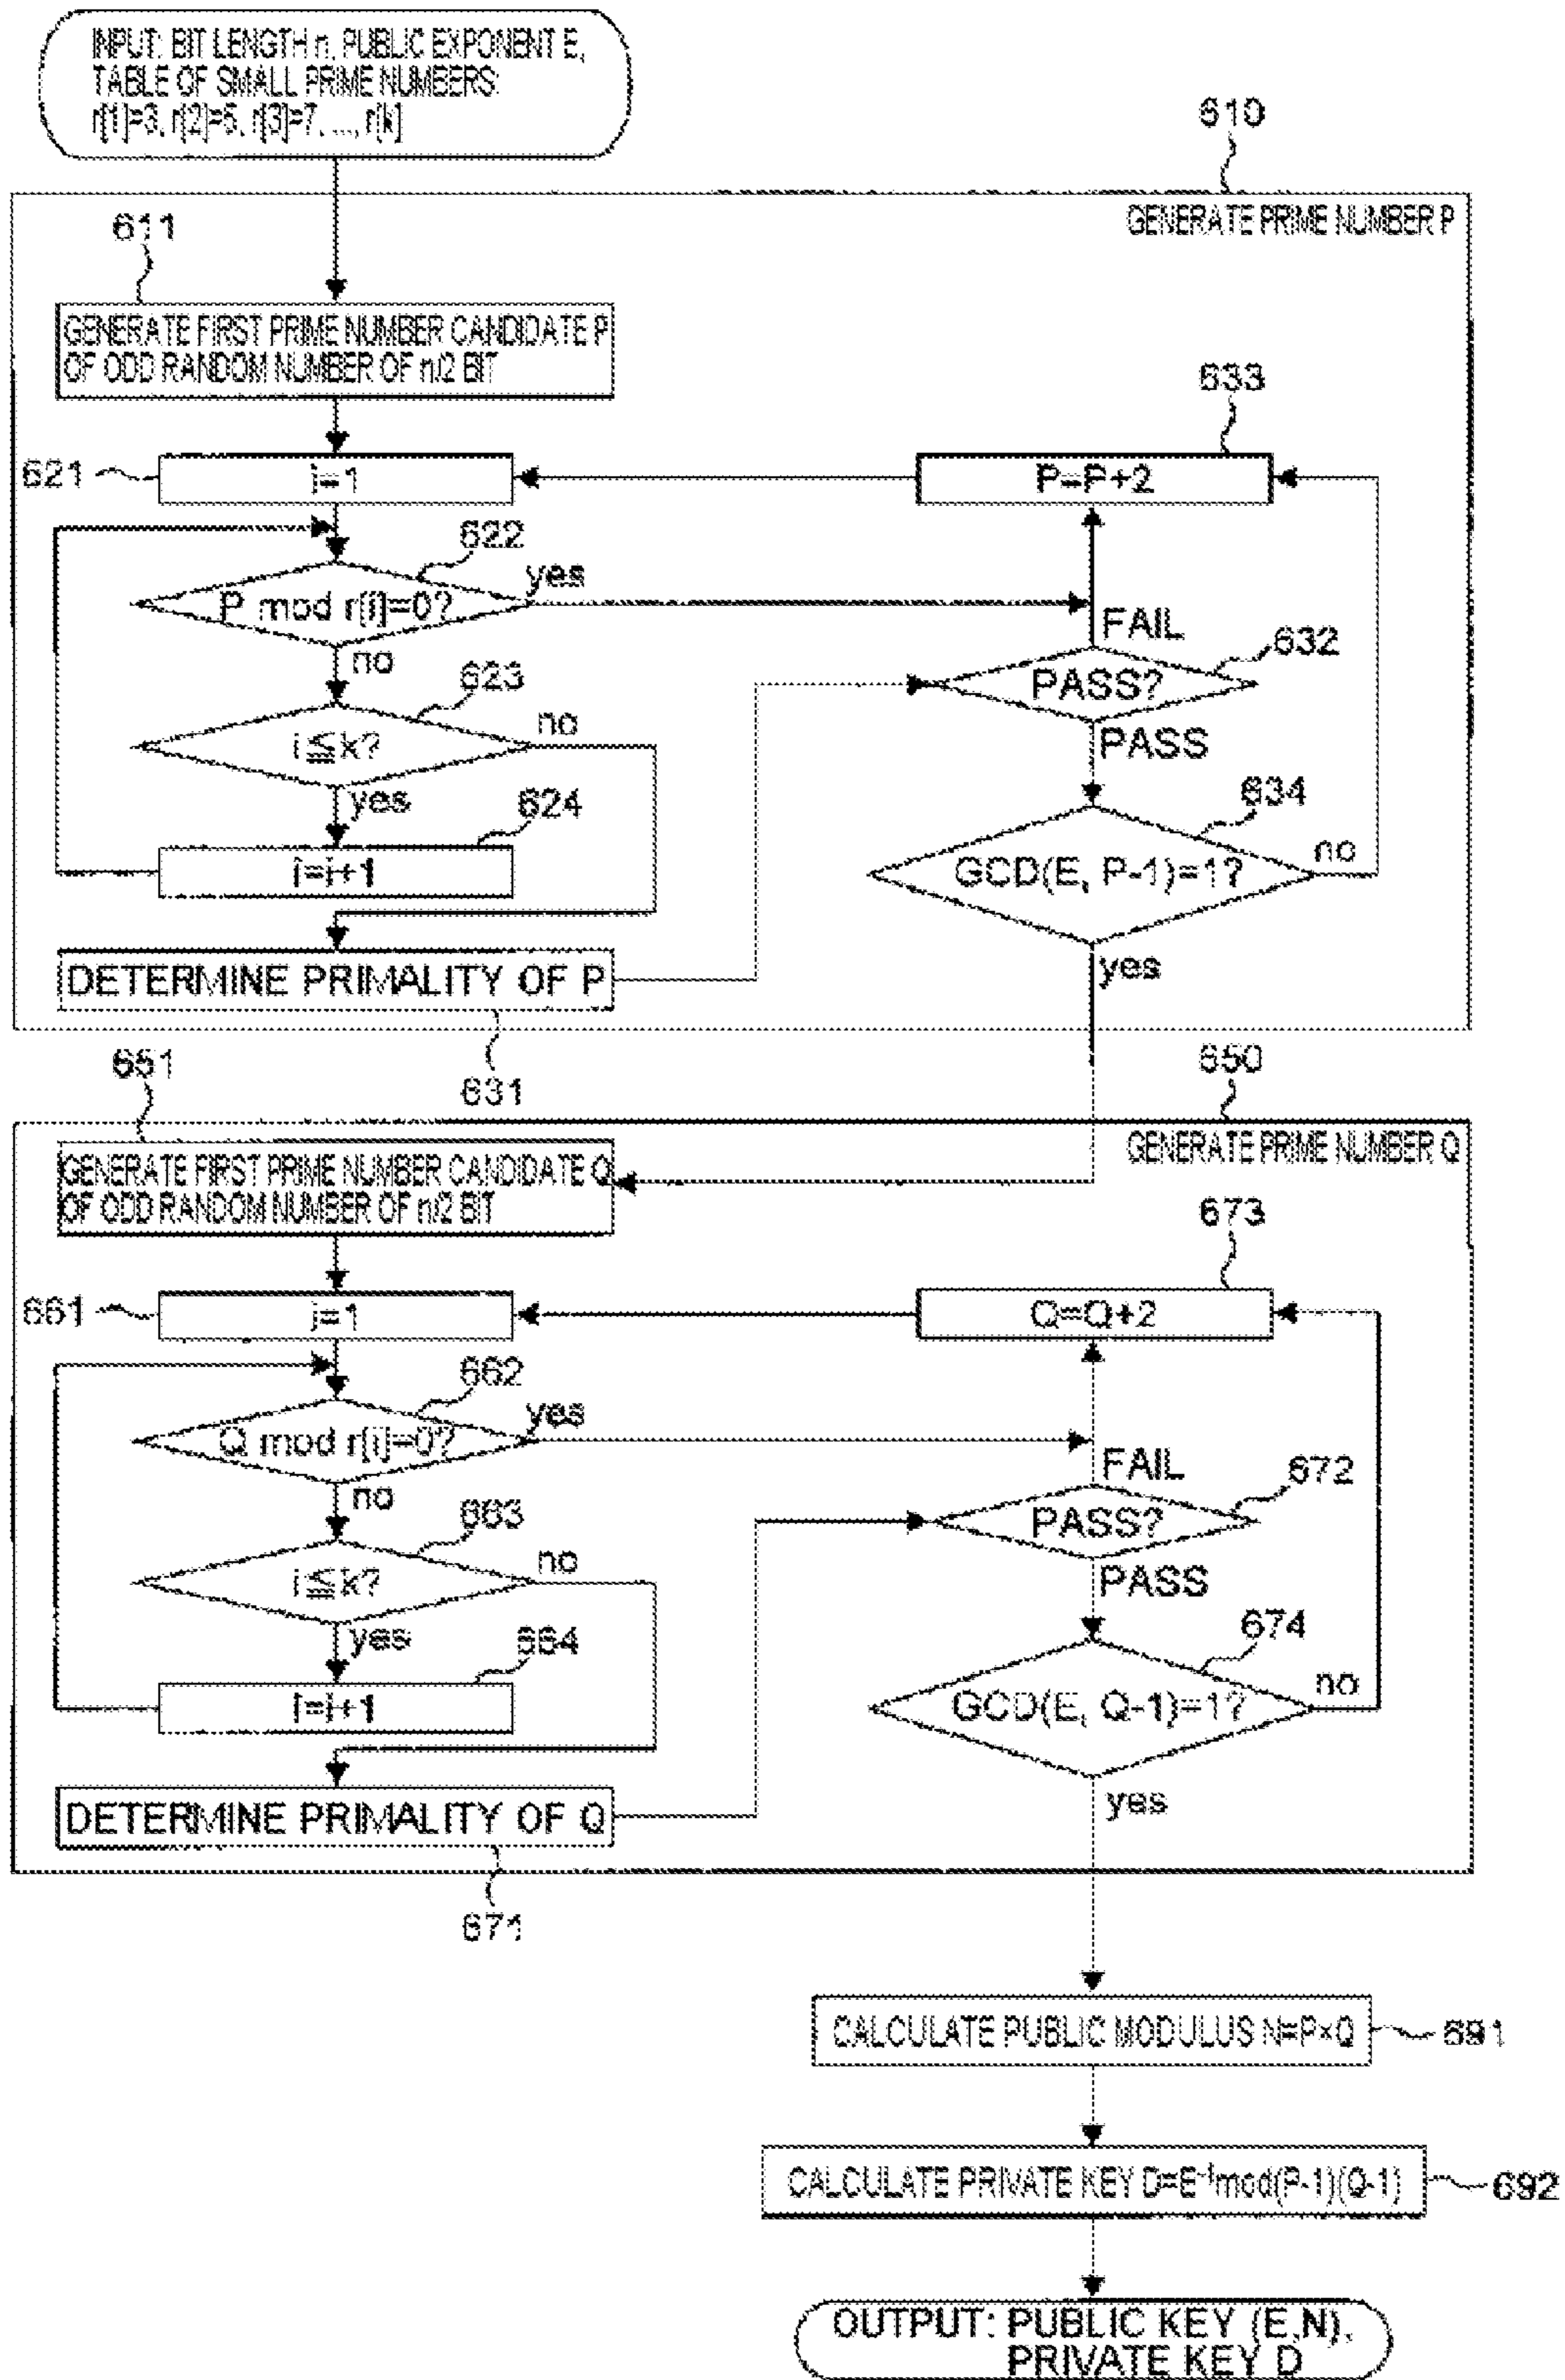 INPUT: BIT LENGTH n, PUBLIC EXPONENT E,
TABLE OF SMALL PRIME NUMBERS:
r[1]=3, r[2]=5, r[3]=7, ..., r[k]
610
GENERATE PRIME NUMBER P
611
GENERATE FIRST PRIME NUMBER CANDIDATE P
OF ODD RANDOM NUMBER OF n/2 BIT
633
621
i=1
P=P+2
622
P mod r[i]=0?
yes
no
FAIL
632
PASS?
623
i≦k?
no
PASS
yes
624
634
i=i+1
GCD(E, P-1)=1?
no
DETERMINE PRIMALITY OF P
yes
631
651
650
GENERATE PRIME NUMBER Q
GENERATE FIRST PRIME NUMBER CANDIDATE Q
OF ODD RANDOM NUMBER OF n/2 BIT
673
661
i=1
Q=Q+2
662
Q mod r[i]=0?
yes
no
FAIL
672
PASS?
663
i≦k?
no
PASS
yes
664
674
i=i+1
GCD(E, Q-1)=1?
no
DETERMINE PRIMALITY OF Q
yes
671
CALCULATE PUBLIC MODULUS N=P×Q
691
CALCULATE PRIVATE KEY D=E⁻¹mod(P-1)(Q-1)
692
OUTPUT: PUBLIC KEY (E,N),
PRIVATE KEY D